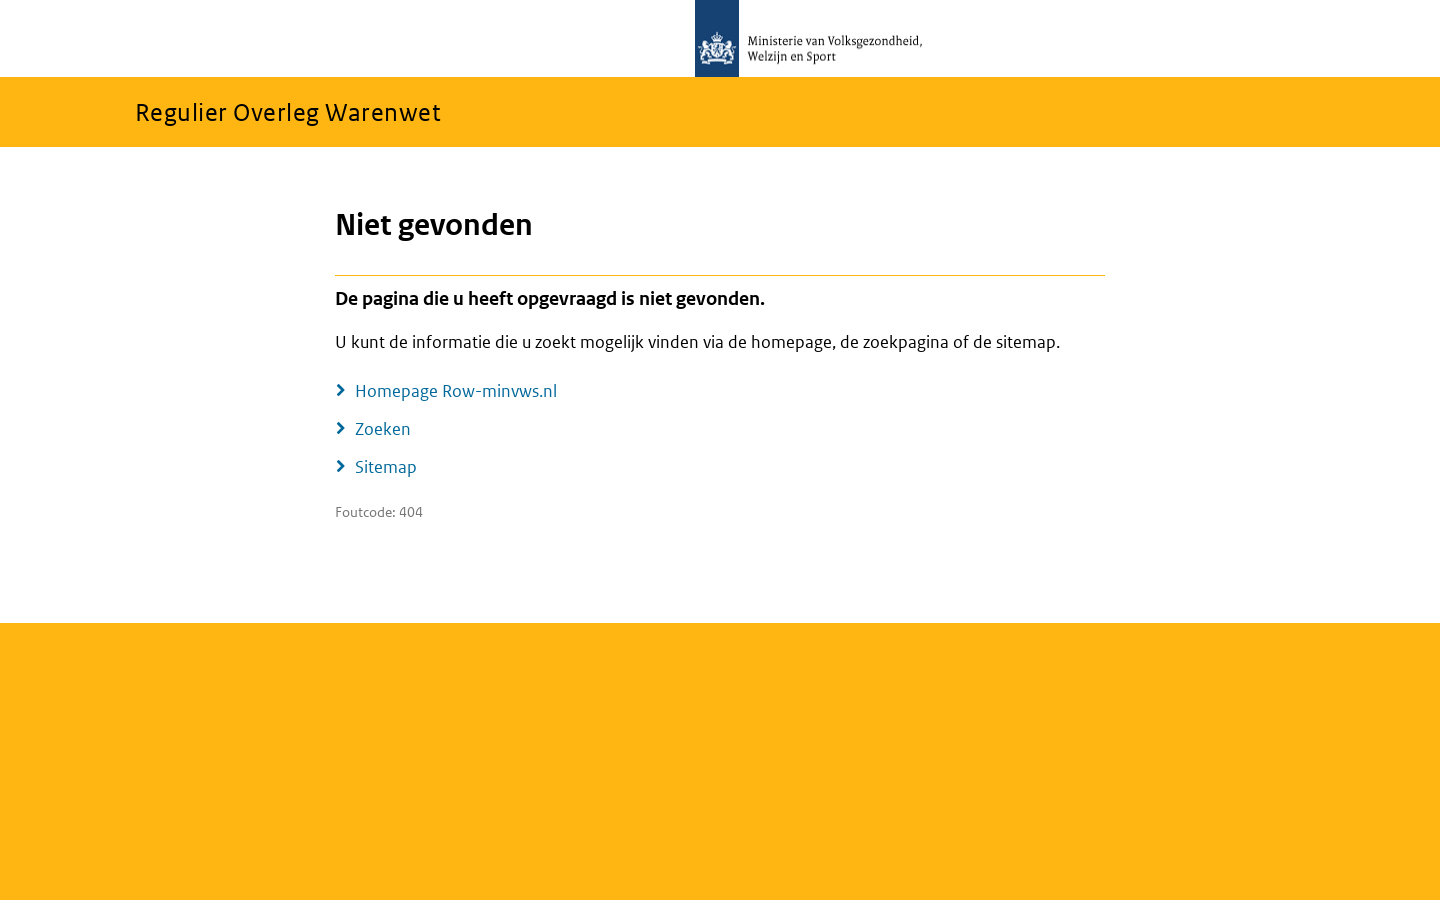 Ministerie van Volksgezondheid,
Welzijn en Sport
Regulier Overleg Warenwet
Niet gevonden
De pagina die u heeft opgevraagd is niet gevonden.
U kunt de informatie die u zoekt mogelijk vinden via de homepage, de zoekpagina of de sitemap.
Homepage Row-minvws.nl
Zoeken
Sitemap
Foutcode: 404